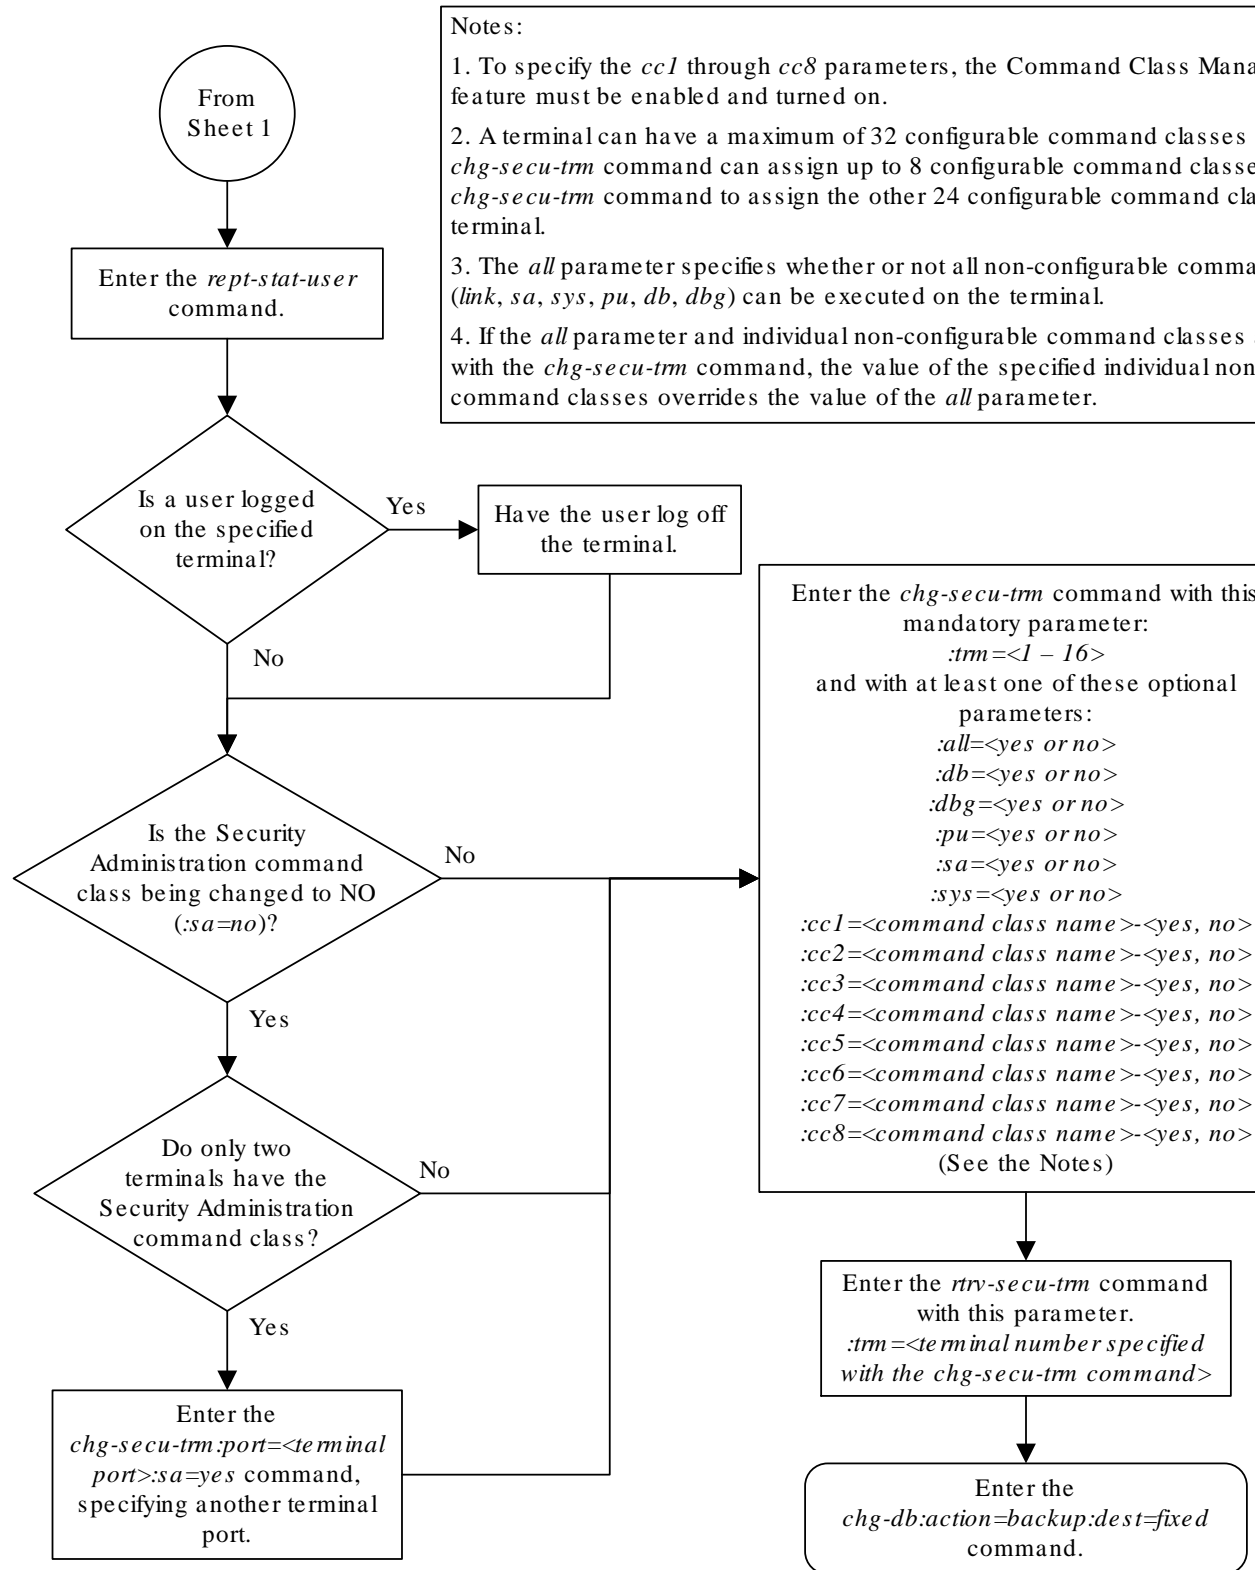 Notes:
1. To specify the cc1 through cc8 parameters, the Command Class
feature must be enabled and turned on.
2. A terminal can have a maximum of 32 configurable command classes
chg-secu-trm command can assign up to 8 configurable command
chg-secu-trm command to assign the other 24 configurable command
terminal.
3. The all parameter specifies whether or not all non-configurable
(link, sa, sys, pu, db, dbg) can be executed on the terminal.
4. If the all parameter and individual non-configurable command classes
with the chg-secu-trm command, the value of the specified individual
command classes overrides the value of the all parameter.
From
Sheet 1
Enter the rept-stat-user
command.
Is a user logged
on the specified
terminal?
Yes
Have the user log off
the terminal.
No
Is the Security
Administration command
class being changed to NO
(:sa=no)?
No
Yes
Do only two
terminals have the
Security Administration
command class?
No
Yes
Enter the
chg-secu-trm:port=<terminal
port>:sa=yes command,
specifying another terminal
port.
Enter the chg-secu-trm command with this
mandatory parameter:
:trm=<1 – 16>
and with at least one of these optional
parameters:
:all=<yes or no>
:db=<yes or no>
:dbg=<yes or no>
:pu=<yes or no>
:sa=<yes or no>
:sys=<yes or no>
:cc1=<command class name>-<yes, no>
:cc2=<command class name>-<yes, no>
:cc3=<command class name>-<yes, no>
:cc4=<command class name>-<yes, no>
:cc5=<command class name>-<yes, no>
:cc6=<command class name>-<yes, no>
:cc7=<command class name>-<yes, no>
:cc8=<command class name>-<yes, no>
(See the Notes)
Enter the rtrv-secu-trm command
with this parameter.
:trm=<terminal number specified
with the chg-secu-trm command>
Enter the
chg-db:action=backup:dest=fixed
command.